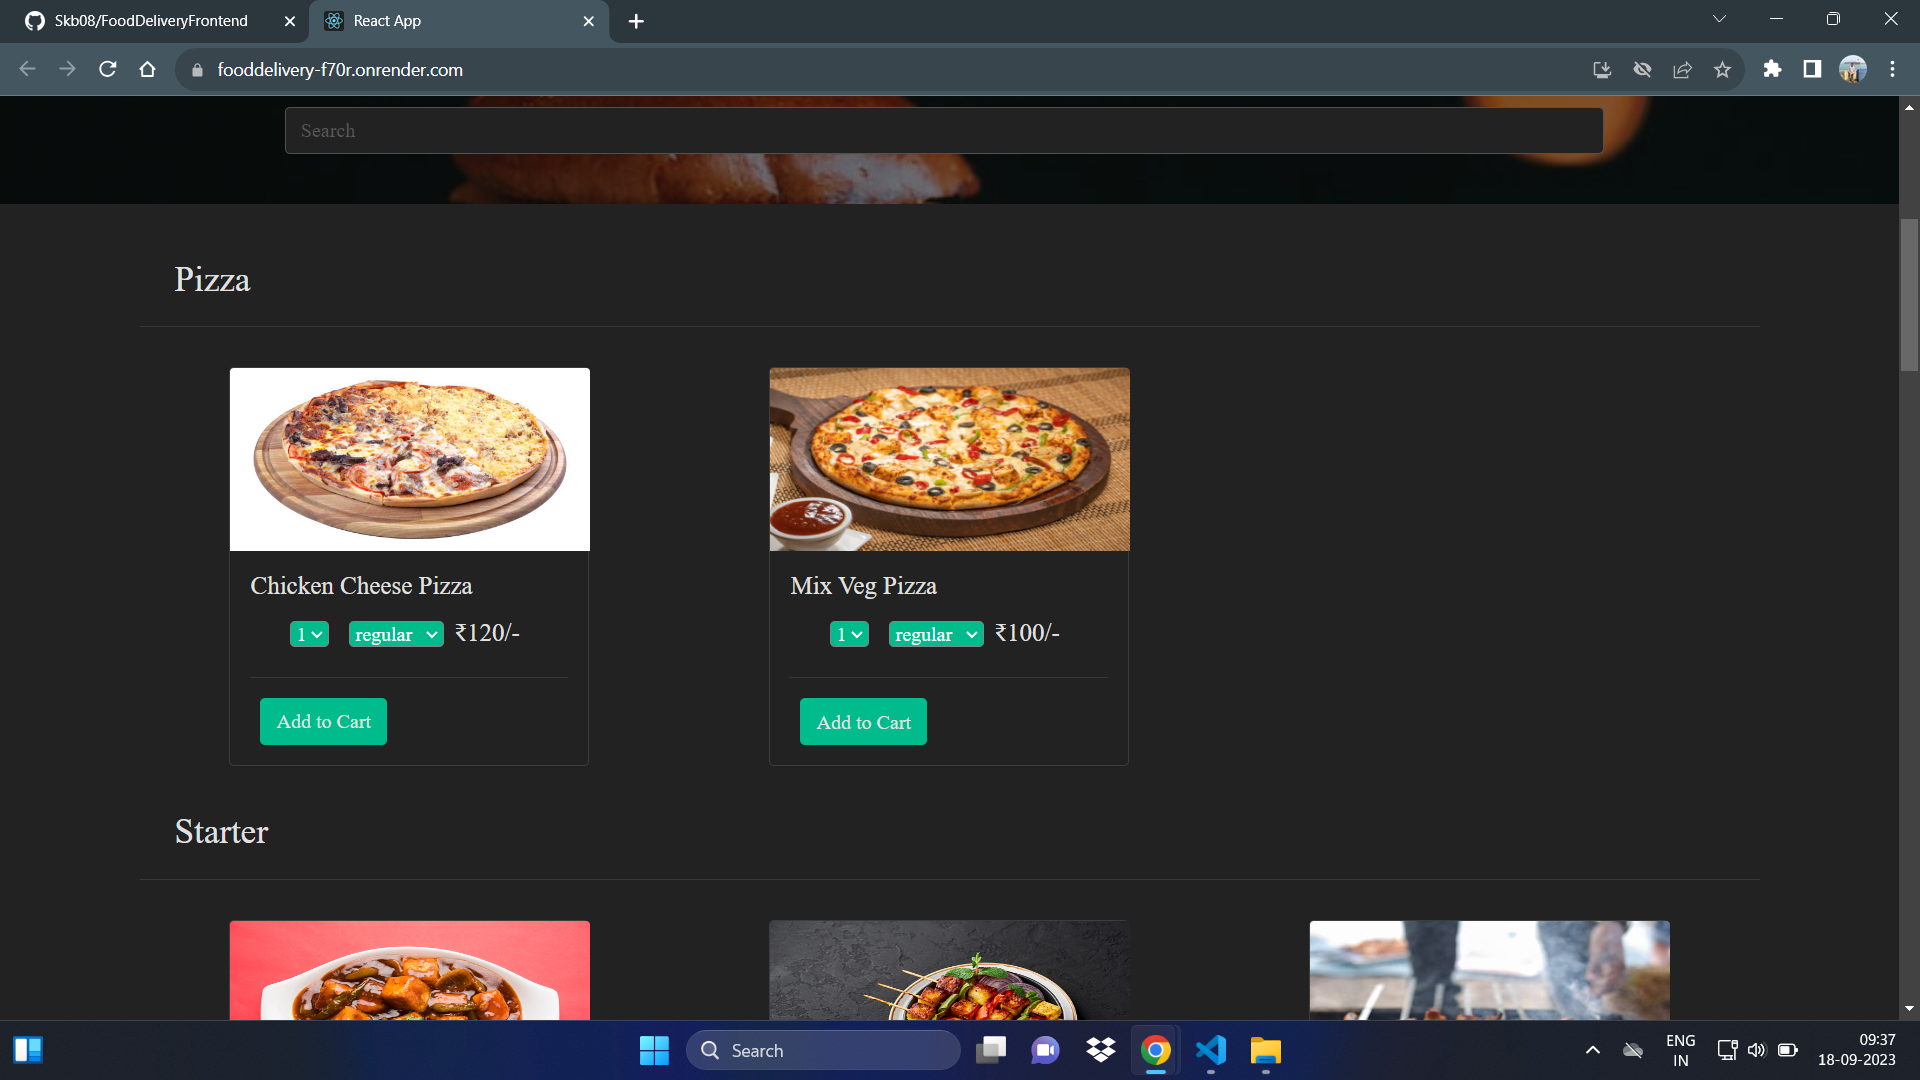 Skb08/FoodDeliveryFrontend
React App
fooddelivery-f70r.onrender.com
Search
Pizza
Chicken Cheese Pizza
1 regular ₹120/-
Add to Cart
Mix Veg Pizza
1 regular ₹100/-
Add to Cart
Starter
Search
ENG
IN
09:37
18-09-2023